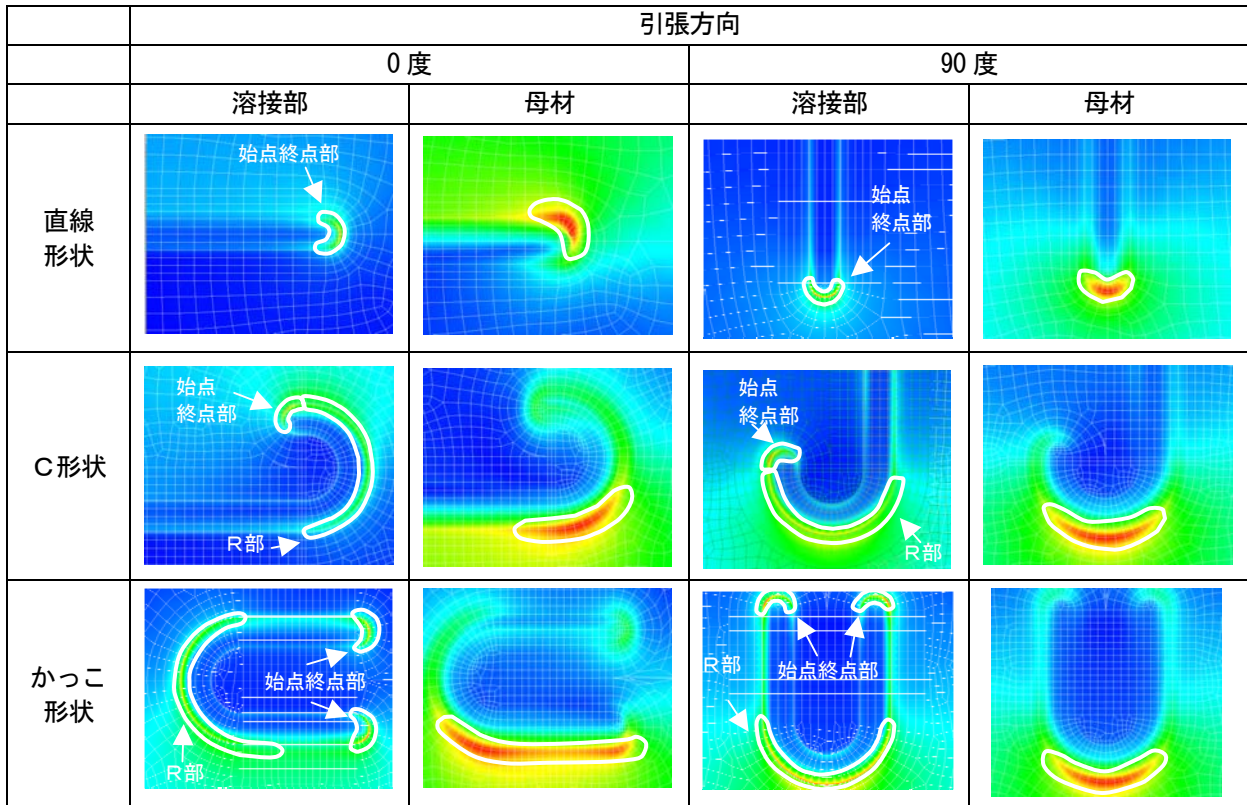 引張方向
0度
90度
溶接部
母材
溶接部
母材
直線
形状
始点終点部
始点
終点部
C形状
始点
終点部
R部
始点
終点部
R部
かっこ
形状
始点終点部
R部
R部
始点終点部